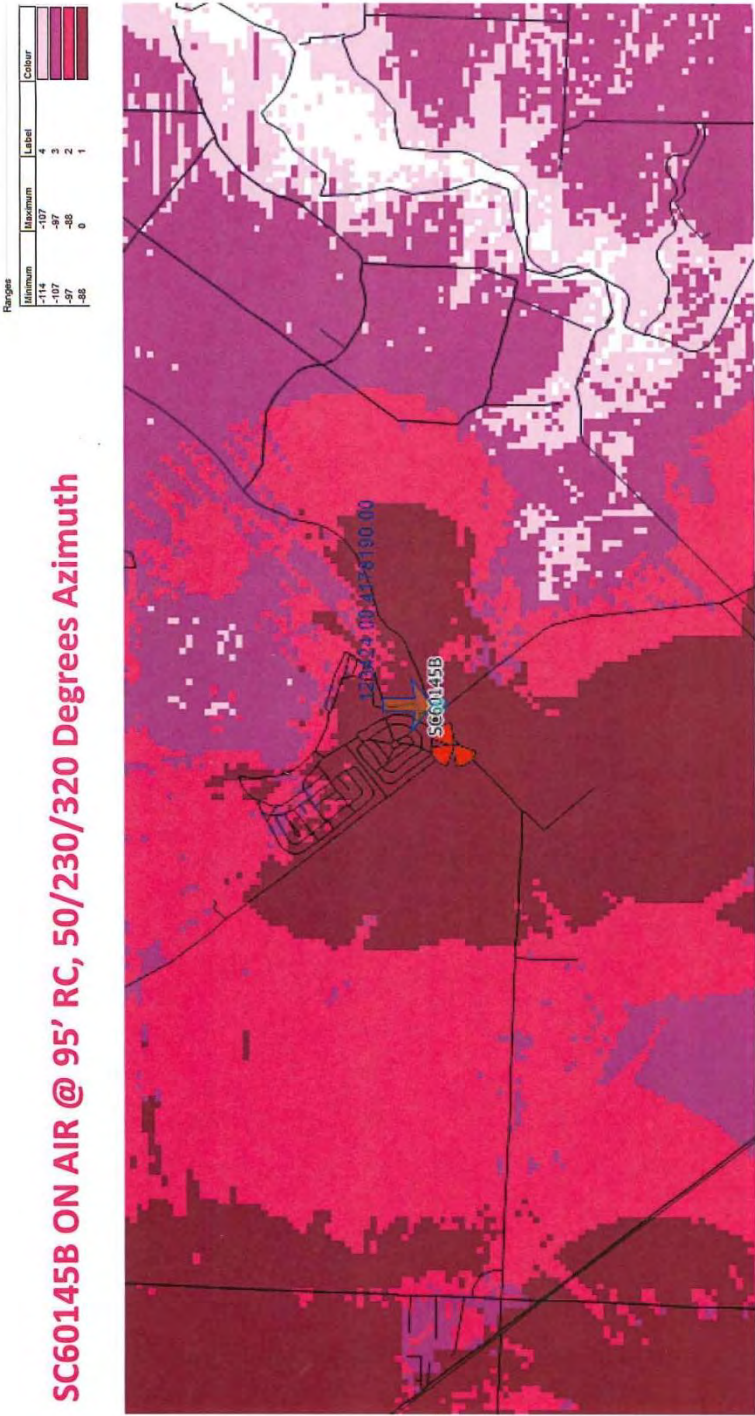 SC60145B ON AIR @ 95’ RC, 50/230/320 Degrees Azimuth
Ranges
Minimum Maximum Label Colour
-114 -107 4
-107 -97 3
-97 -88 2
-88 0 1
SC60145B